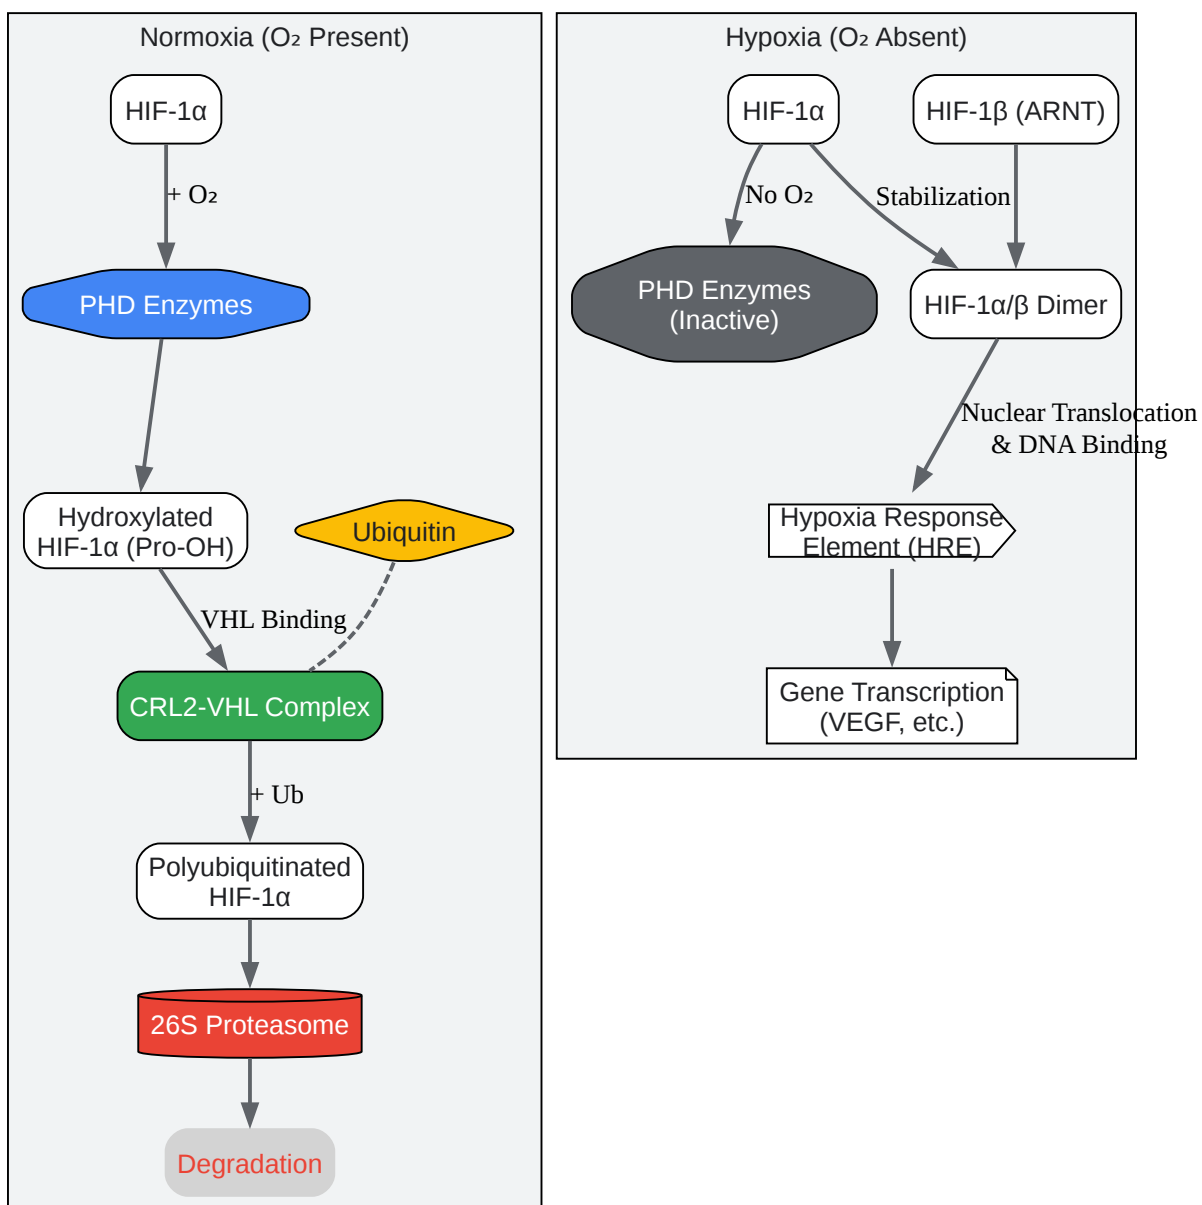 Normoxia (O₂ Present)
HIF-1α
+ O₂
PHD Enzymes
Hydroxylated
HIF-1α (Pro-OH)
Ubiquitin
VHL Binding
CRL2-VHL Complex
+ Ub
Polyubiquitinated
HIF-1α
26S Proteasome
Degradation
Hypoxia (O₂ Absent)
HIF-1α
HIF-1β (ARNT)
No O₂
Stabilization
PHD Enzymes
(Inactive)
HIF-1α/β Dimer
Nuclear Translocation
& DNA Binding
Hypoxia Response
Element (HRE)
Gene Transcription
(VEGF, etc.)